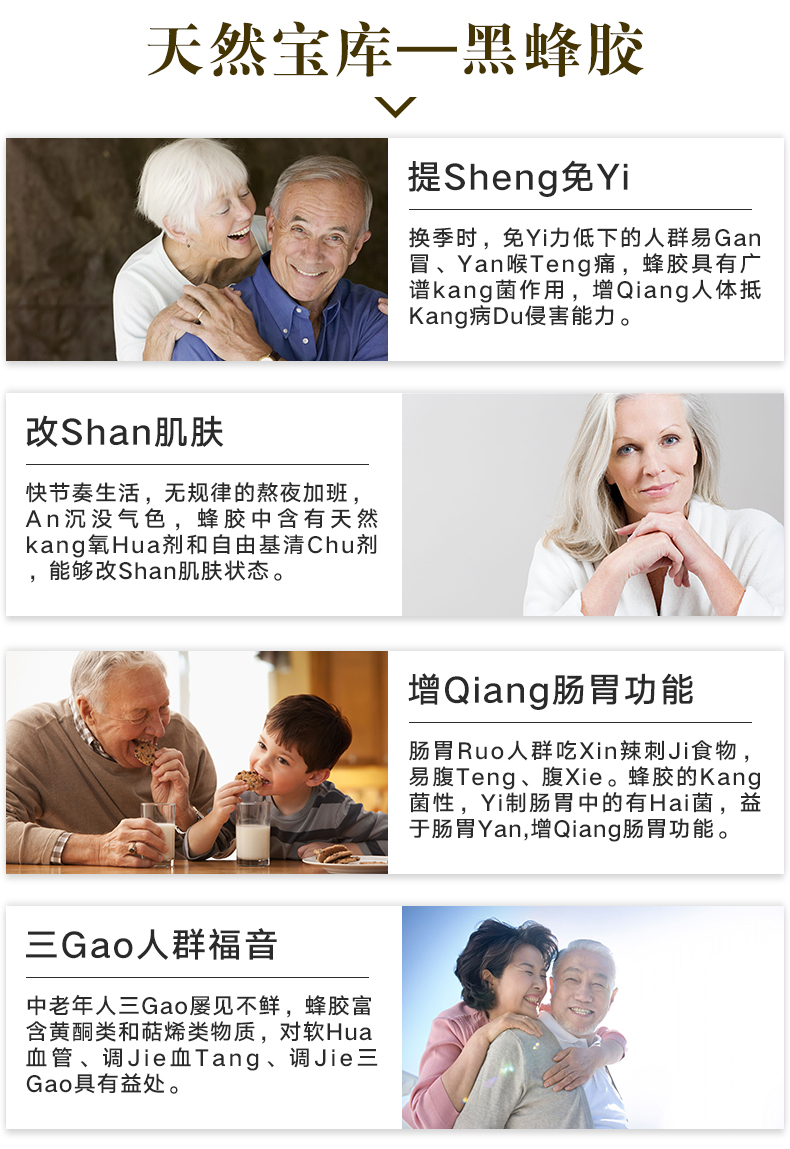 天然宝库—黑蜂胶
提Sheng免Yi
换季时，免Yi力低下的人群易Gan
冒、Yan喉Teng痛，蜂胶具有广
谱kang菌作用，增Qiang人体抵
Kang病Du侵害能力。
改Shan肌肤
快节奏生活，无规律的熬夜加班，
An沉没气色，蜂胶中含有天然
kang氧Hua剂和自由基清Chu剂
，能够改Shan肌肤状态。
增Qiang肠胃功能
肠胃Ruo人群吃Xin辣刺Ji食物，
易腹Teng、腹Xie。蜂胶的Kang
菌性，Yi制肠胃中的有Hai菌，益
于肠胃Yan,增Qiang肠胃功能。
三Gao人群福音
中老年人三Gao屡见不鲜，蜂胶富
含黄酮类和萜烯类物质，对软Hua
血管、调Jie血Tang、调Jie三
Gao具有益处。